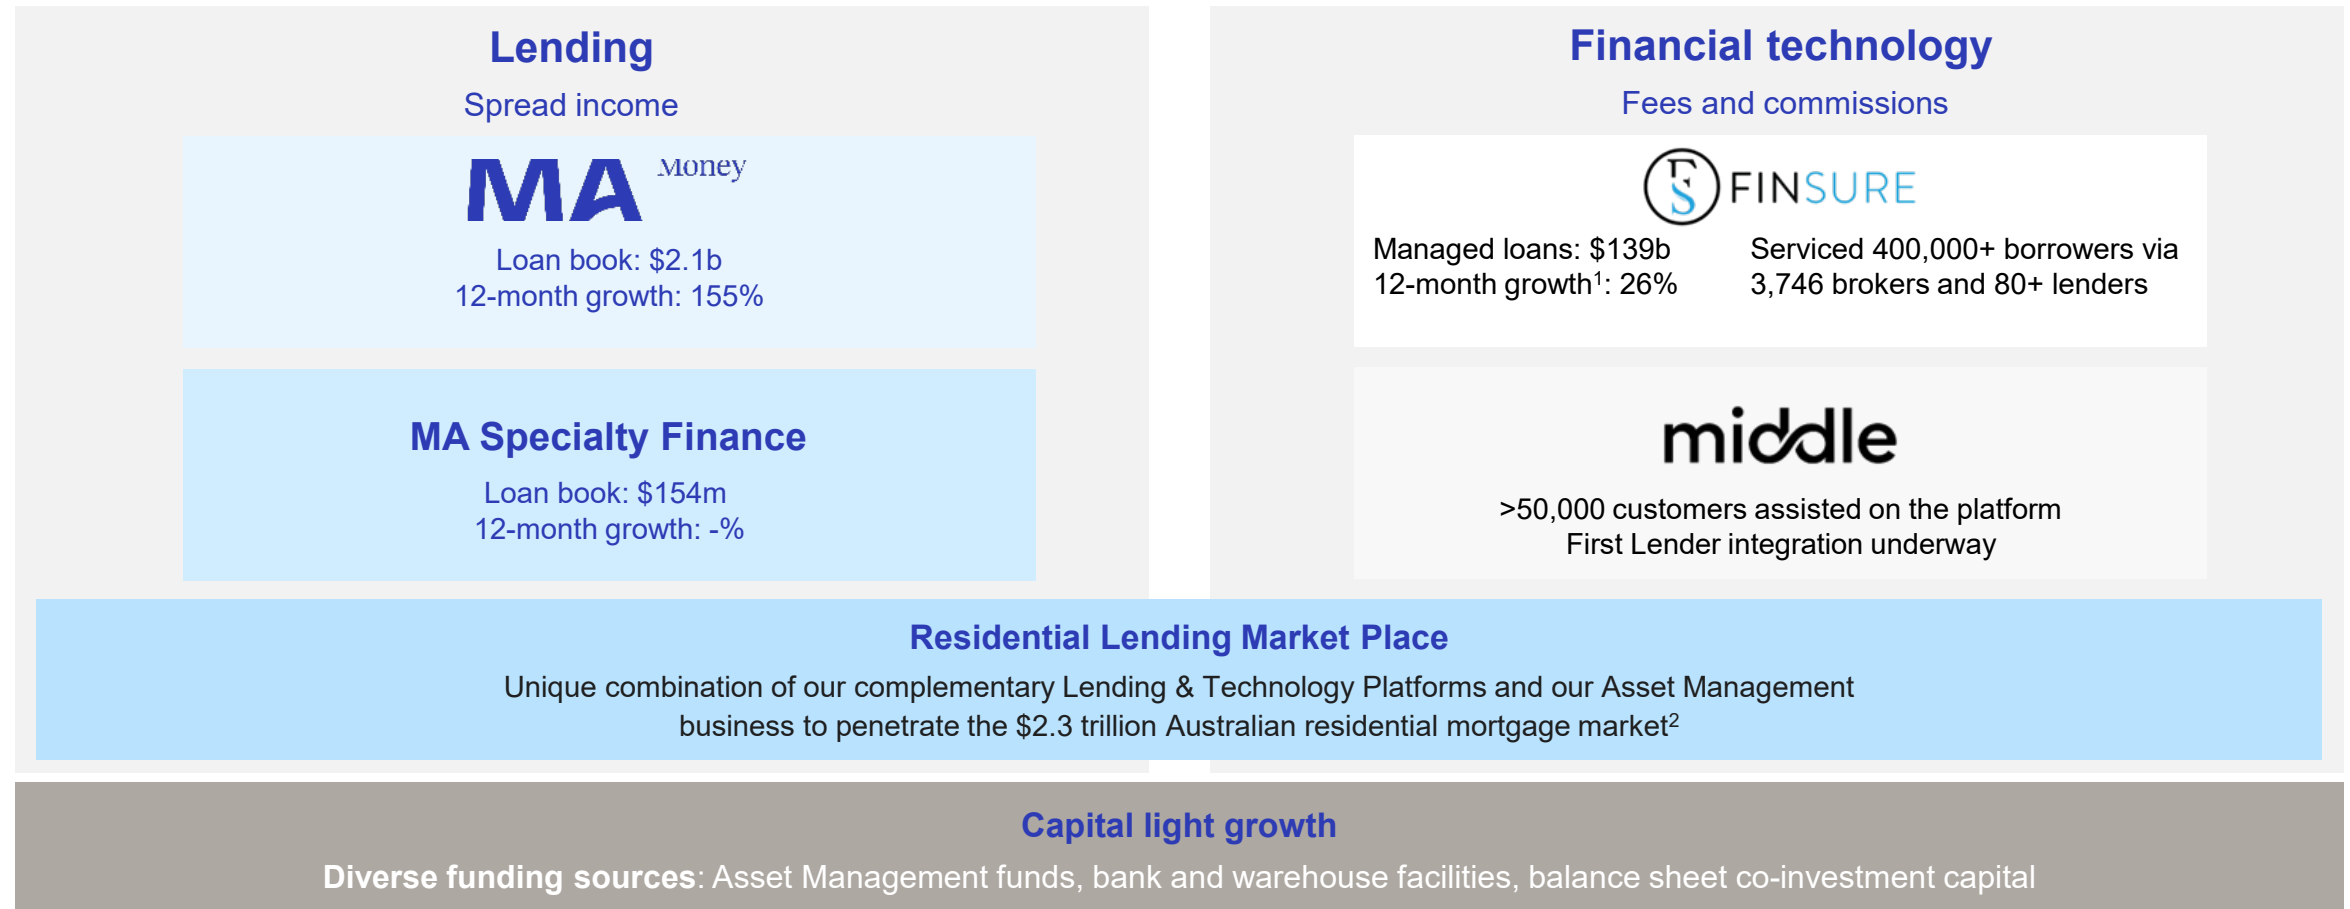 Lending
Spread income
MA Money
Loan book: $2.1b
12-month growth: 155%
MA Specialty Finance
Loan book: $154m
12-month growth: -%
Financial technology
Fees and commissions
FS FINSURE
Managed loans: $139b
12-month growth¹: 26%
Serviced 400,000+ borrowers via
3,746 brokers and 80+ lenders
middle
>50,000 customers assisted on the platform
First Lender integration underway
Residential Lending Market Place
Unique combination of our complementary Lending & Technology Platforms and our Asset Management
business to penetrate the $2.3 trillion Australian residential mortgage market²
Capital light growth
Diverse funding sources: Asset Management funds, bank and warehouse facilities, balance sheet co-investment capital